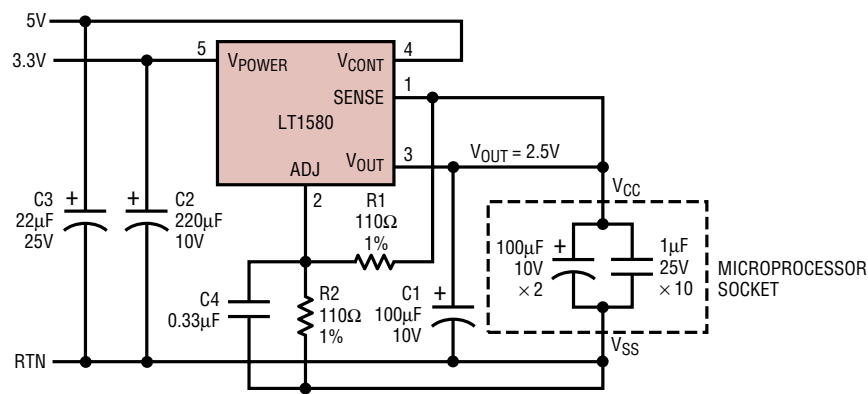 5V
3.3V
5
VPOWER
VCONT
4
SENSE
1
LT1580
ADJ
VOUT
3
VOUT = 2.5V
2
VCC
C3
22µF
25V
+
C2
220µF
10V
+
R1
110Ω
1%
C4
0.33µF
R2
110Ω
1%
C1
100µF
10V
+
100µF
10V
× 2
+
1µF
25V
× 10
MICROPROCESSOR
SOCKET
VSS
RTN